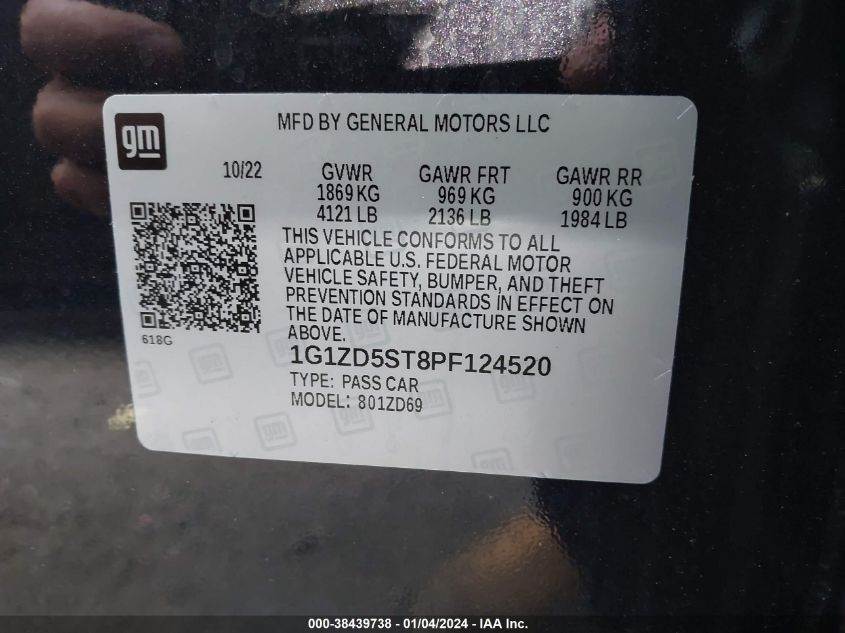 gm
MFD BY GENERAL MOTORS LLC
10/22 GVWR GAWR FRT GAWR RR
1869 KG 969 KG 900 KG
4121 LB 2136 LB 1984 LB
THIS VEHICLE CONFORMS TO ALL
APPLICABLE U.S. FEDERAL MOTOR
VEHICLE SAFETY, BUMPER, AND THEFT
PREVENTION STANDARDS IN EFFECT ON
THE DATE OF MANUFACTURE SHOWN
ABOVE.
618G
1G1ZD5ST8PF124520
TYPE: PASS CAR
MODEL: 801ZD69
000-38439738 - 01/04/2024 - IAA Inc.